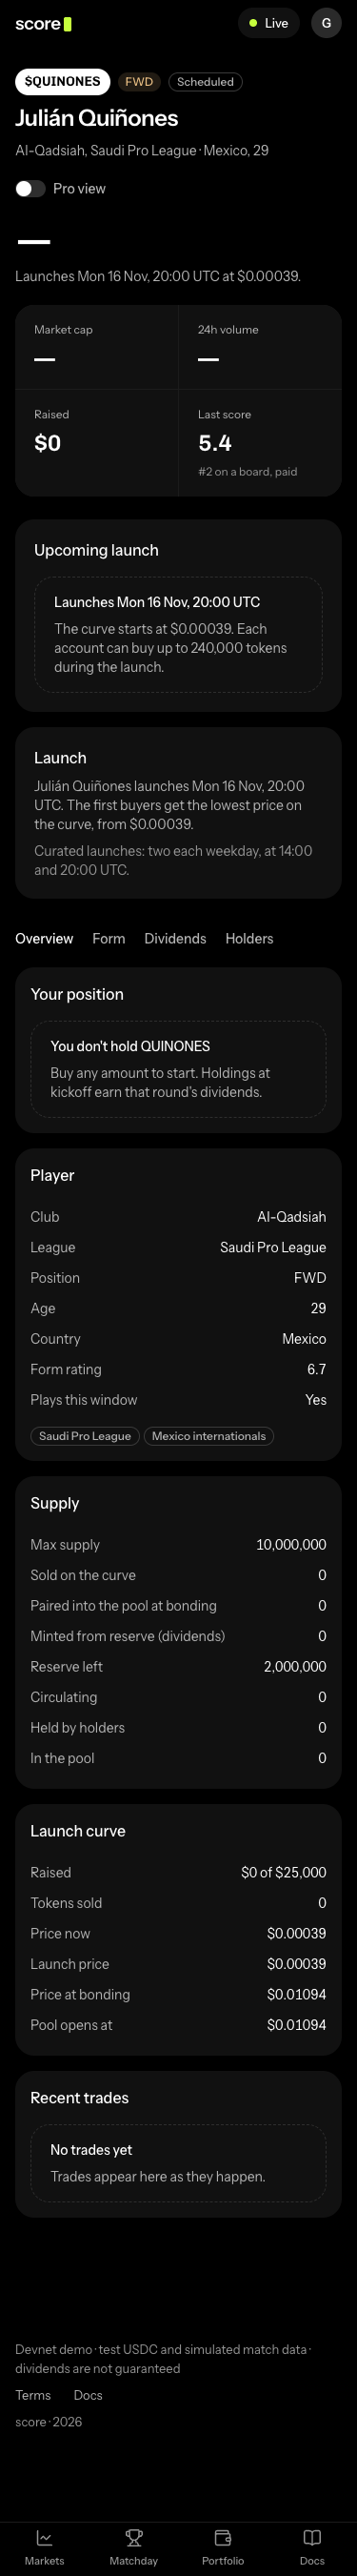 score
Live
G
$QUINONES
FWD
Scheduled
Julián Quiñones
Al-Qadsiah, Saudi Pro League · Mexico, 29
Pro view
—
Launches Mon 16 Nov, 20:00 UTC at $0.00039.
Market cap
—
24h volume
—
Raised
$0
Last score
5.4
#2 on a board, paid
Upcoming launch
Launches Mon 16 Nov, 20:00 UTC
The curve starts at $0.00039. Each
account can buy up to 240,000 tokens
during the launch.
Launch
Julián Quiñones launches Mon 16 Nov, 20:00
UTC. The first buyers get the lowest price on
the curve, from $0.00039.
Curated launches: two each weekday, at 14:00
and 20:00 UTC.
Overview Form Dividends Holders
Your position
You don't hold QUINONES
Buy any amount to start. Holdings at
kickoff earn that round's dividends.
Player
Club Al-Qadsiah
League Saudi Pro League
Position FWD
Age 29
Country Mexico
Form rating 6.7
Plays this window Yes
Saudi Pro League Mexico internationals
Supply
Max supply 10,000,000
Sold on the curve 0
Paired into the pool at bonding 0
Minted from reserve (dividends) 0
Reserve left 2,000,000
Circulating 0
Held by holders 0
In the pool 0
Launch curve
Raised $0 of $25,000
Tokens sold 0
Price now $0.00039
Launch price $0.00039
Price at bonding $0.01094
Pool opens at $0.01094
Recent trades
No trades yet
Trades appear here as they happen.
Devnet demo · test USDC and simulated match data ·
dividends are not guaranteed
Terms Docs
score · 2026
Markets Matchday Portfolio Docs